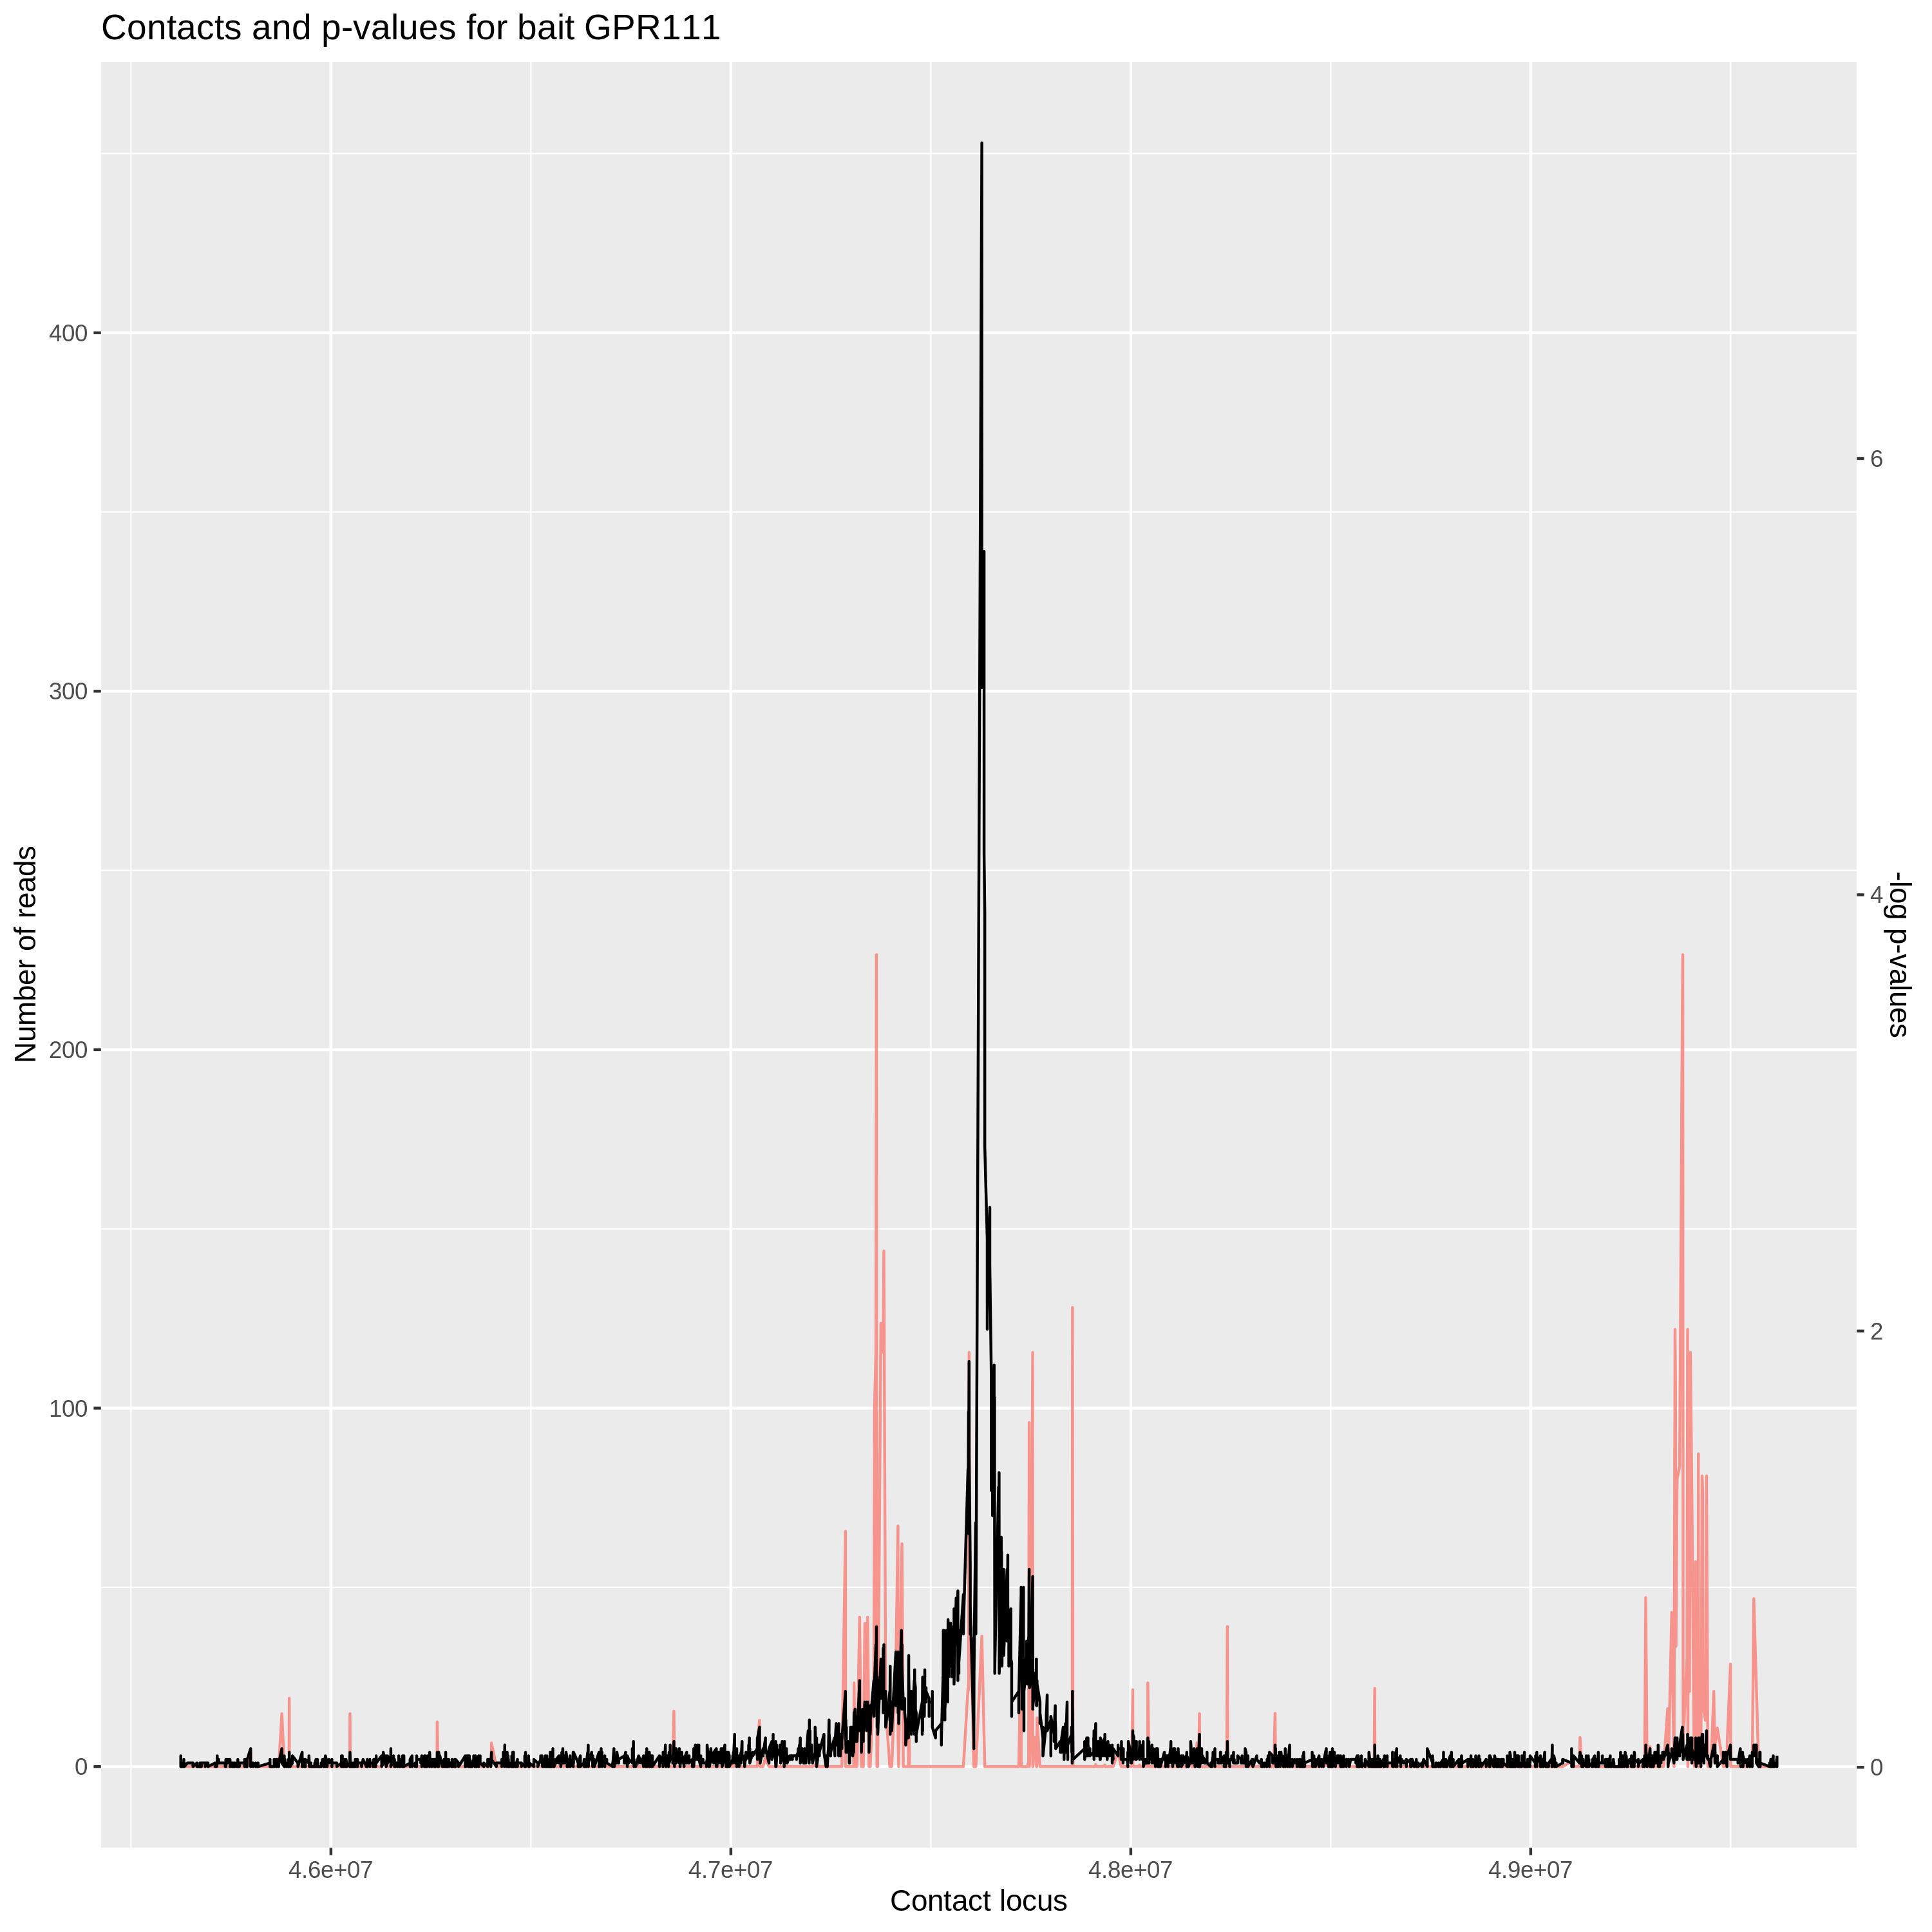 Contacts and p-values for bait GPR111
Number of reads
400
300
200
100
0
6
4
2
0
-log p-values
4.6e+07
4.7e+07
4.8e+07
4.9e+07
Contact locus